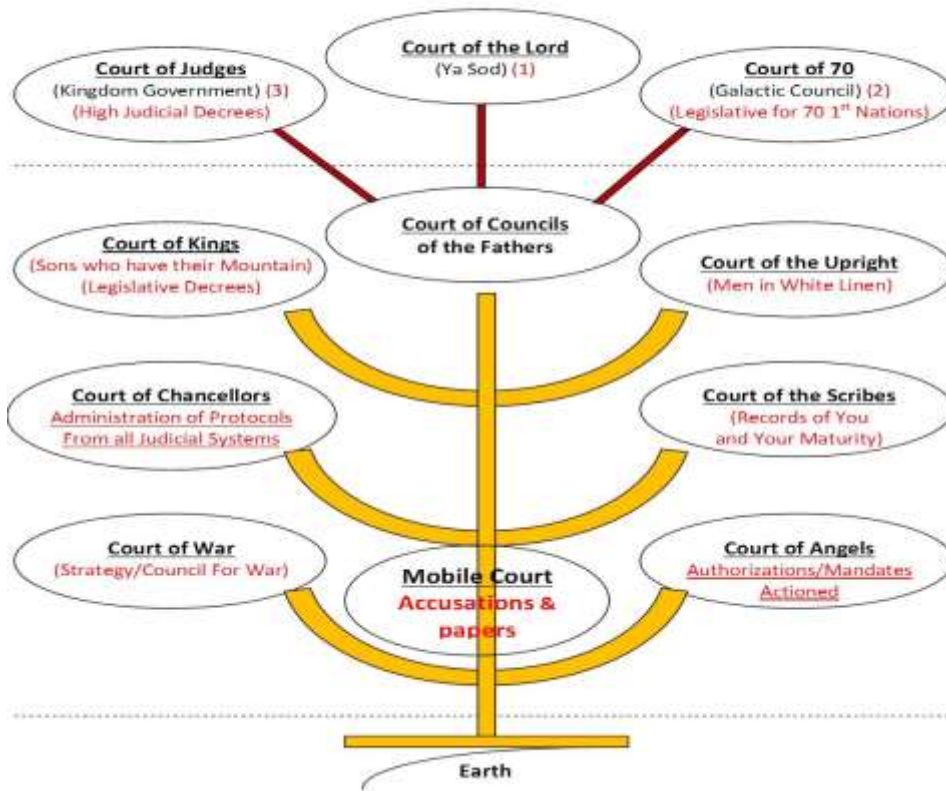 Court of the Lord
(Ya Sod) (1)
Court of Judges
(Kingdom Government) (3)
(High Judicial Decrees)
Court of 70
(Galactic Council) (2)
(Legislative for 70 1st Nations)
Court of Councils
of the Fathers
Court of Kings
(Sons who have their Mountain)
(Legislative Decrees)
Court of the Upright
(Men in White Linen)
Court of Chancellors
Administration of Protocols
From all Judicial Systems
Court of the Scribes
(Records of You
and Your Maturity)
Court of War
(Strategy/Council For War)
Mobile Court
Accusations &
papers
Court of Angels
Authorizations/Mandates
Actioned
Earth